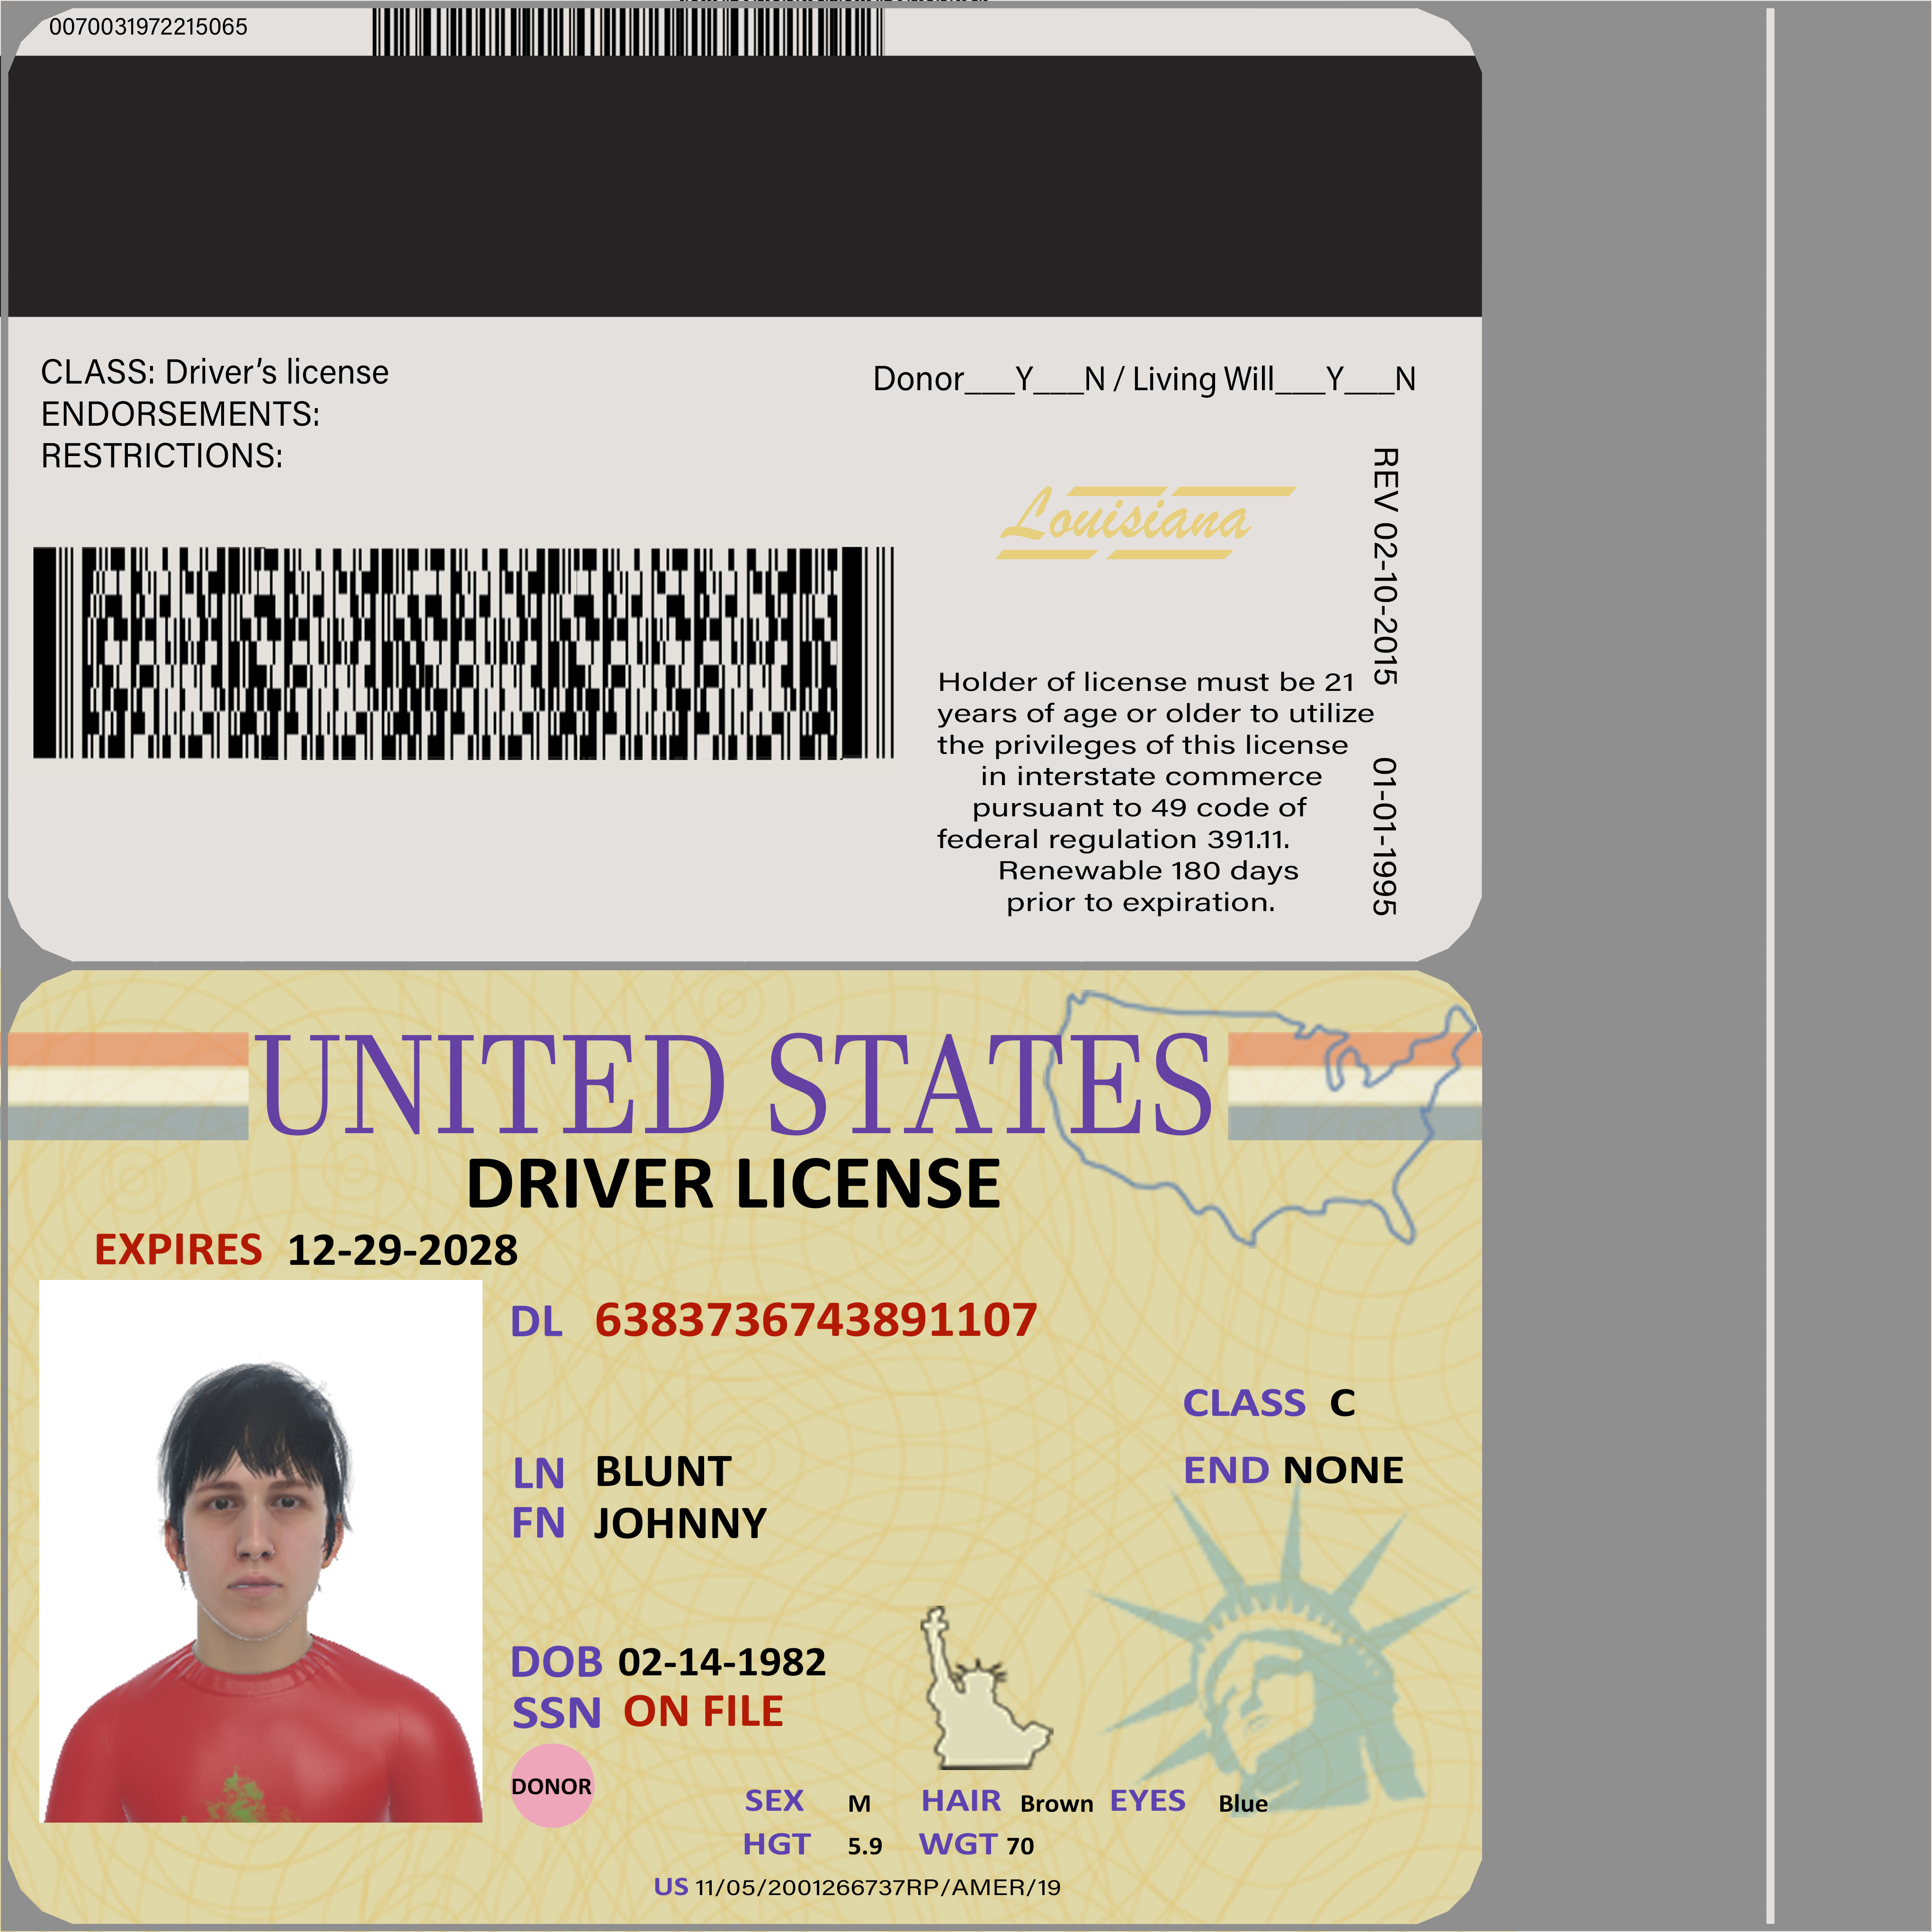 0070031972215065
CLASS: Driver's license
ENDORSEMENTS:
RESTRICTIONS:
Donor___Y___N / Living Will___Y___N
Louisiana
REV 02-10-2015 01-01-1995
Holder of license must be 21
years of age or older to utilize
the privileges of this license
in interstate commerce
pursuant to 49 code of
federal regulation 391.11.
Renewable 180 days
prior to expiration.
UNITED STATES
DRIVER LICENSE
EXPIRES 12-29-2028
DL 6383736743891107
CLASS C
END NONE
LN BLUNT
FN JOHNNY
DOB 02-14-1982
SSN ON FILE
DONOR
SEX M HAIR Brown EYES Blue
HGT 5.9 WGT 70
US 11/05/2001266737RP/AMER/19